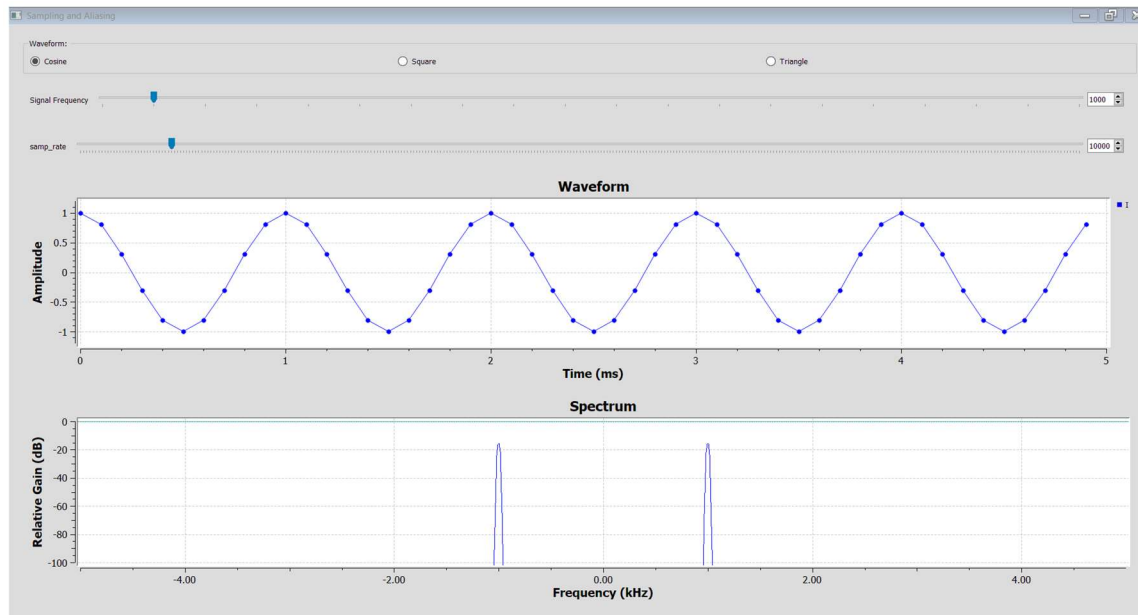 Sampling and Aliasing
Waveform:
Cosine
Square
Triangle
Signal Frequency
1000
samp_rate
10000
Waveform
I
1
0.5
0
-0.5
-1
Amplitude
0
1
2
3
4
5
Time (ms)
Spectrum
0
-20
-40
-60
-80
-100
Relative Gain (dB)
-4.00
-2.00
0.00
2.00
4.00
Frequency (kHz)